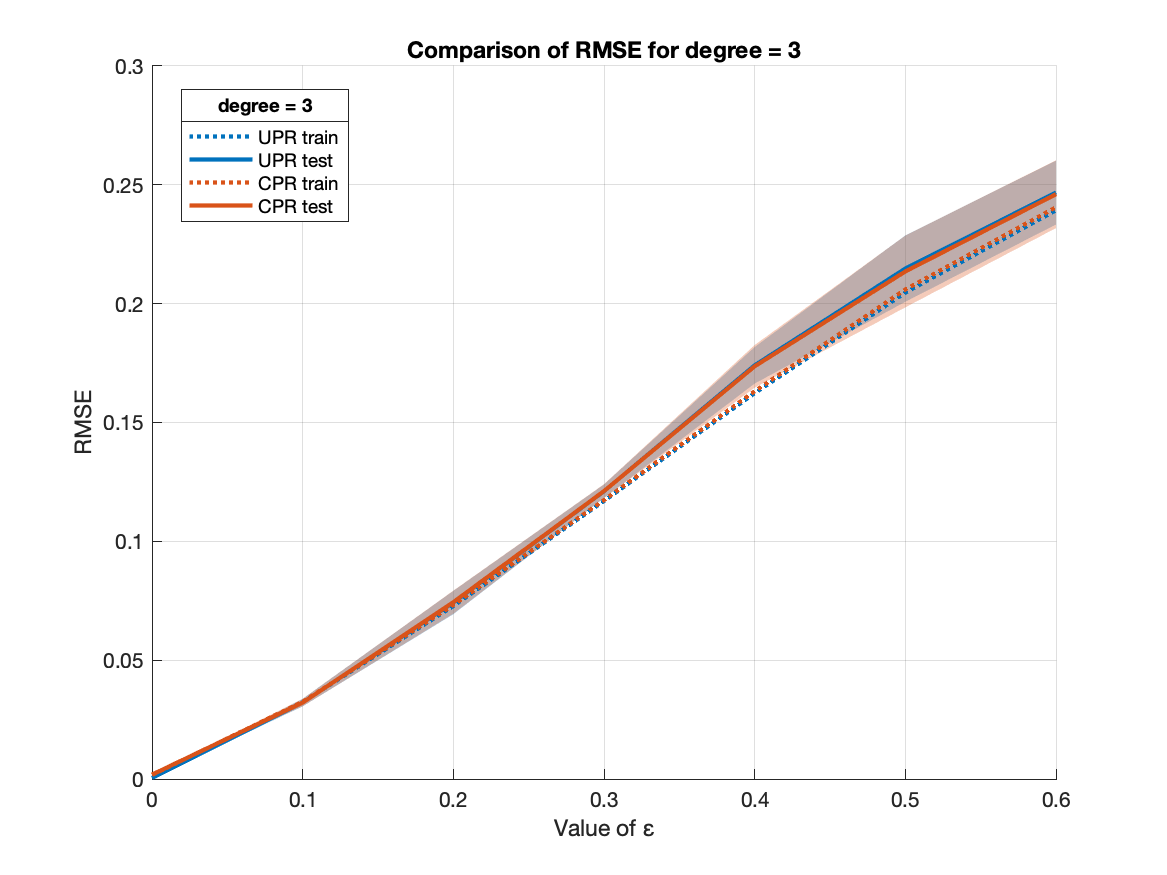 Comparison of RMSE for degree = 3
0.3
0.25
0.2
0.15
0.1
0.05
0
RMSE
degree = 3
UPR train
UPR test
CPR train
CPR test
0 0.1 0.2 0.3 0.4 0.5 0.6
Value of ε